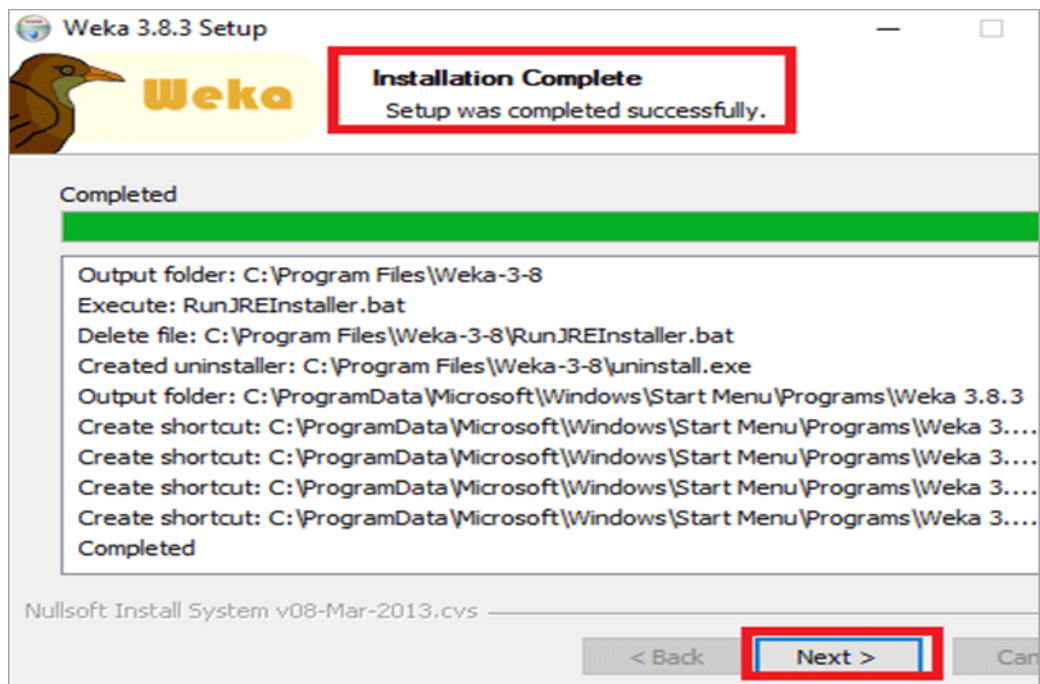 Weka 3.8.3 Setup
Weka
Installation Complete
Setup was completed successfully.
Completed
Output folder: C:\Program Files\Weka-3-8
Execute: RunJREInstaller.bat
Delete file: C:\Program Files\Weka-3-8\RunJREInstaller.bat
Created uninstaller: C:\Program Files\Weka-3-8\uninstall.exe
Output folder: C:\ProgramData\Microsoft\Windows\Start Menu\Programs\Weka 3.8.3
Create shortcut: C:\ProgramData\Microsoft\Windows\Start Menu\Programs\Weka 3....
Create shortcut: C:\ProgramData\Microsoft\Windows\Start Menu\Programs\Weka 3....
Create shortcut: C:\ProgramData\Microsoft\Windows\Start Menu\Programs\Weka 3....
Create shortcut: C:\ProgramData\Microsoft\Windows\Start Menu\Programs\Weka 3....
Completed
Nullsoft Install System v08-Mar-2013.cvs
< Back Next > Can